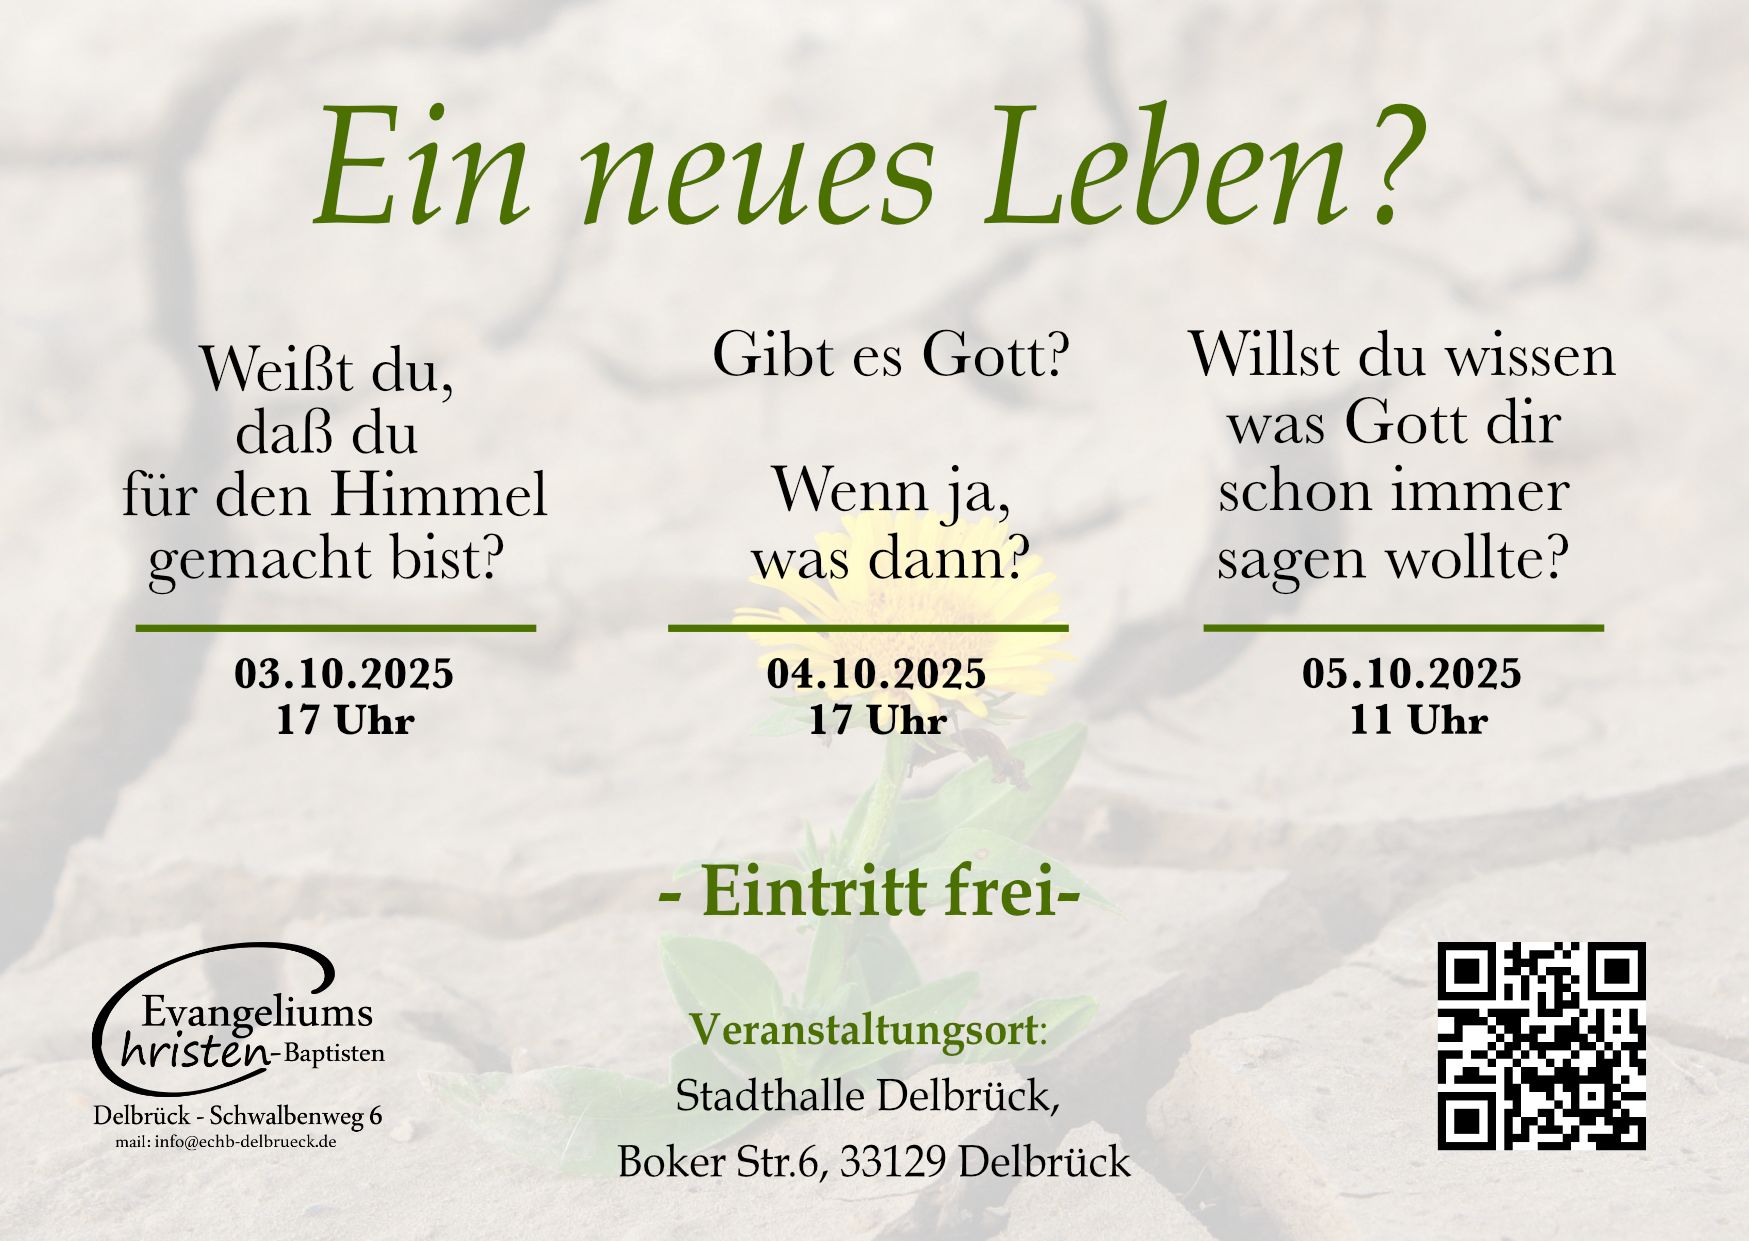 Ein neues Leben?
Weißt du,
daß du
für den Himmel
gemacht bist?
03.10.2025
17 Uhr
Gibt es Gott?
Wenn ja,
was dann?
04.10.2025
17 Uhr
Willst du wissen
was Gott dir
schon immer
sagen wollte?
05.10.2025
11 Uhr
- Eintritt frei-
Evangeliums
Christen-Baptisten
Delbrück - Schwalbenweg 6
mail: info@echb-delbrueck.de
Veranstaltungsort:
Stadthalle Delbrück,
Boker Str.6, 33129 Delbrück